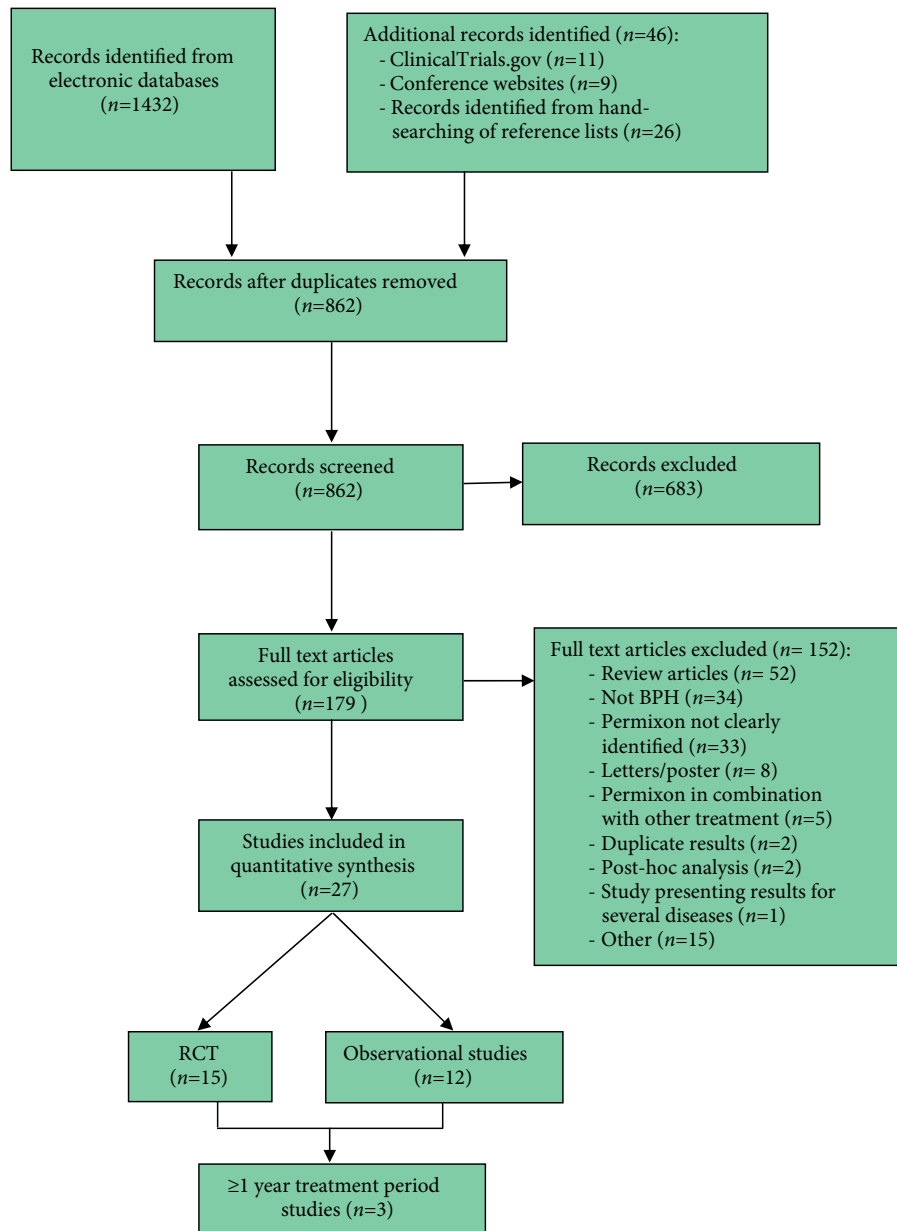 Records identified from
electronic databases
(n=1432)
Additional records identified (n=46):
- ClinicalTrials.gov (n=11)
- Conference websites (n=9)
- Records identified from hand-
searching of reference lists (n=26)
Records after duplicates removed
(n=862)
Records screened
(n=862)
Records excluded
(n=683)
Full text articles
assessed for eligibility
(n=179 )
Full text articles excluded (n= 152):
- Review articles (n= 52)
- Not BPH (n=34)
- Permixon not clearly
identified (n=33)
- Letters/poster (n= 8)
- Permixon in combination
with other treatment (n=5)
- Duplicate results (n=2)
- Post-hoc analysis (n=2)
- Study presenting results for
several diseases (n=1)
- Other (n=15)
Studies included in
quantitative synthesis
(n=27)
RCT
(n=15)
Observational studies
(n=12)
≥1 year treatment period
studies (n=3)